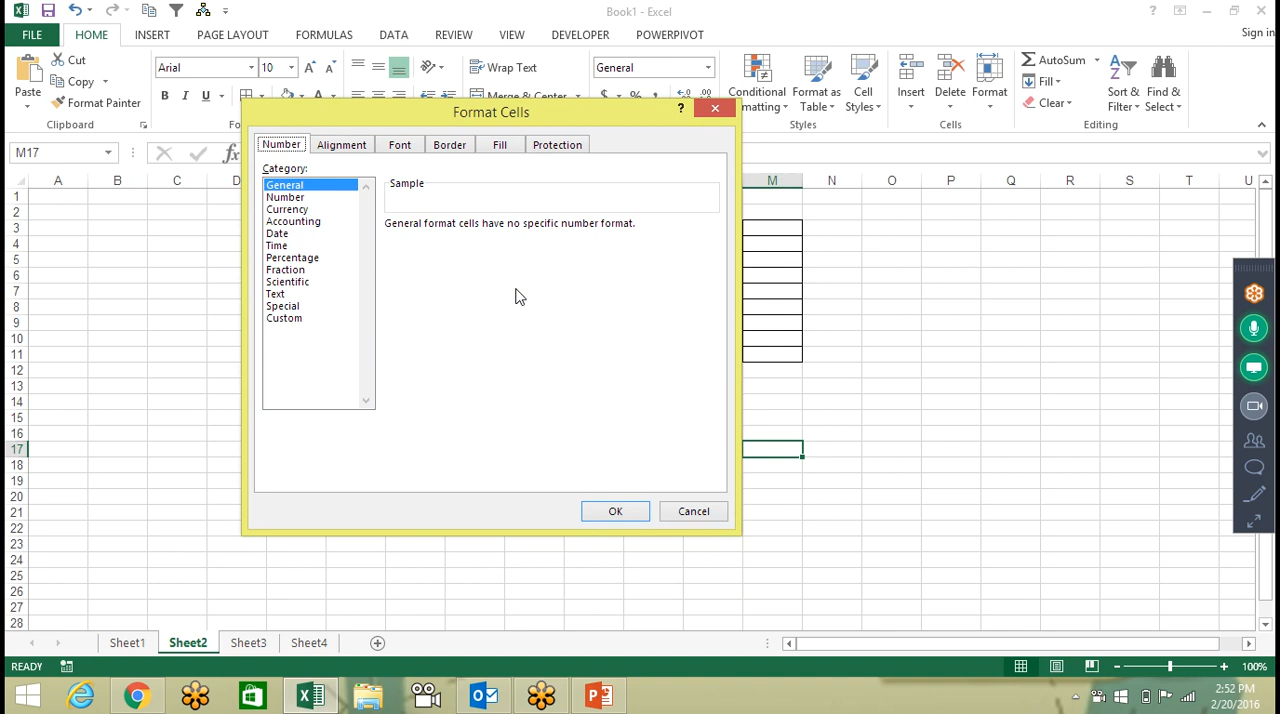 Book1 - Excel
?
FILE HOME INSERT PAGE LAYOUT FORMULAS DATA REVIEW VIEW DEVELOPER POWERPIVOT
Sign in
Paste
Cut
Copy
Format Painter
Clipboard
Arial 10
B I U
Wrap Text
Merge & Center
General
$ %
Conditional
Format as
Table
Cell
Styles
Styles
Insert
Delete
Format
Cells
AutoSum
Fill
Clear
Sort &
Filter
Find &
Select
Editing
M17
fx
Format Cells
?
Number Alignment Font Border Fill Protection
Category:
General
Number
Currency
Accounting
Date
Time
Percentage
Fraction
Scientific
Text
Special
Custom
Sample
General format cells have no specific number format.
OK Cancel
A B C D M N O P Q R S T U
1
2
3
4
5
6
7
8
9
10
11
12
13
14
15
16
17
18
19
20
21
22
23
24
25
26
27
28
Sheet1 Sheet2 Sheet3 Sheet4
READY
100%
2:52 PM
2/20/2016